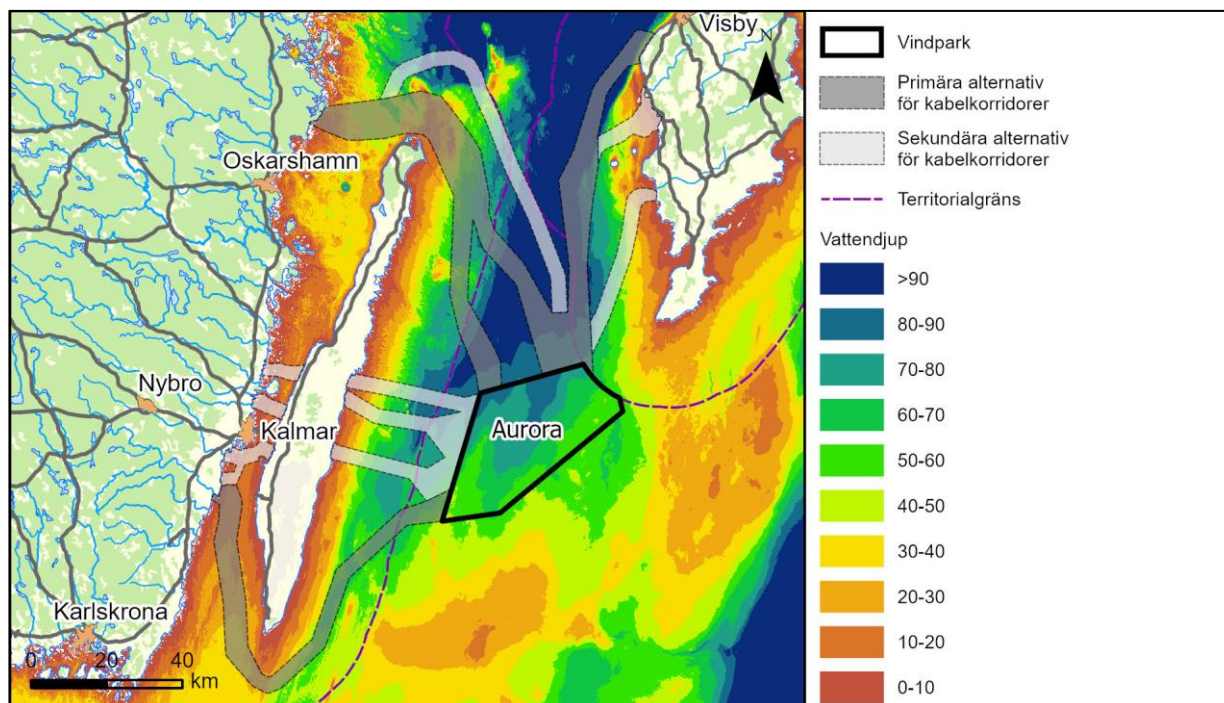 Visby
N
Oskarshamn
Nybro
Kalmar
Aurora
Karlskrona
0 20 40
km
Vindpark
Primära alternativ
för kabelkorridorer
Sekundära alternativ
för kabelkorridorer
Territorialgräns
Vattendjup
>90
80-90
70-80
60-70
50-60
40-50
30-40
20-30
10-20
0-10